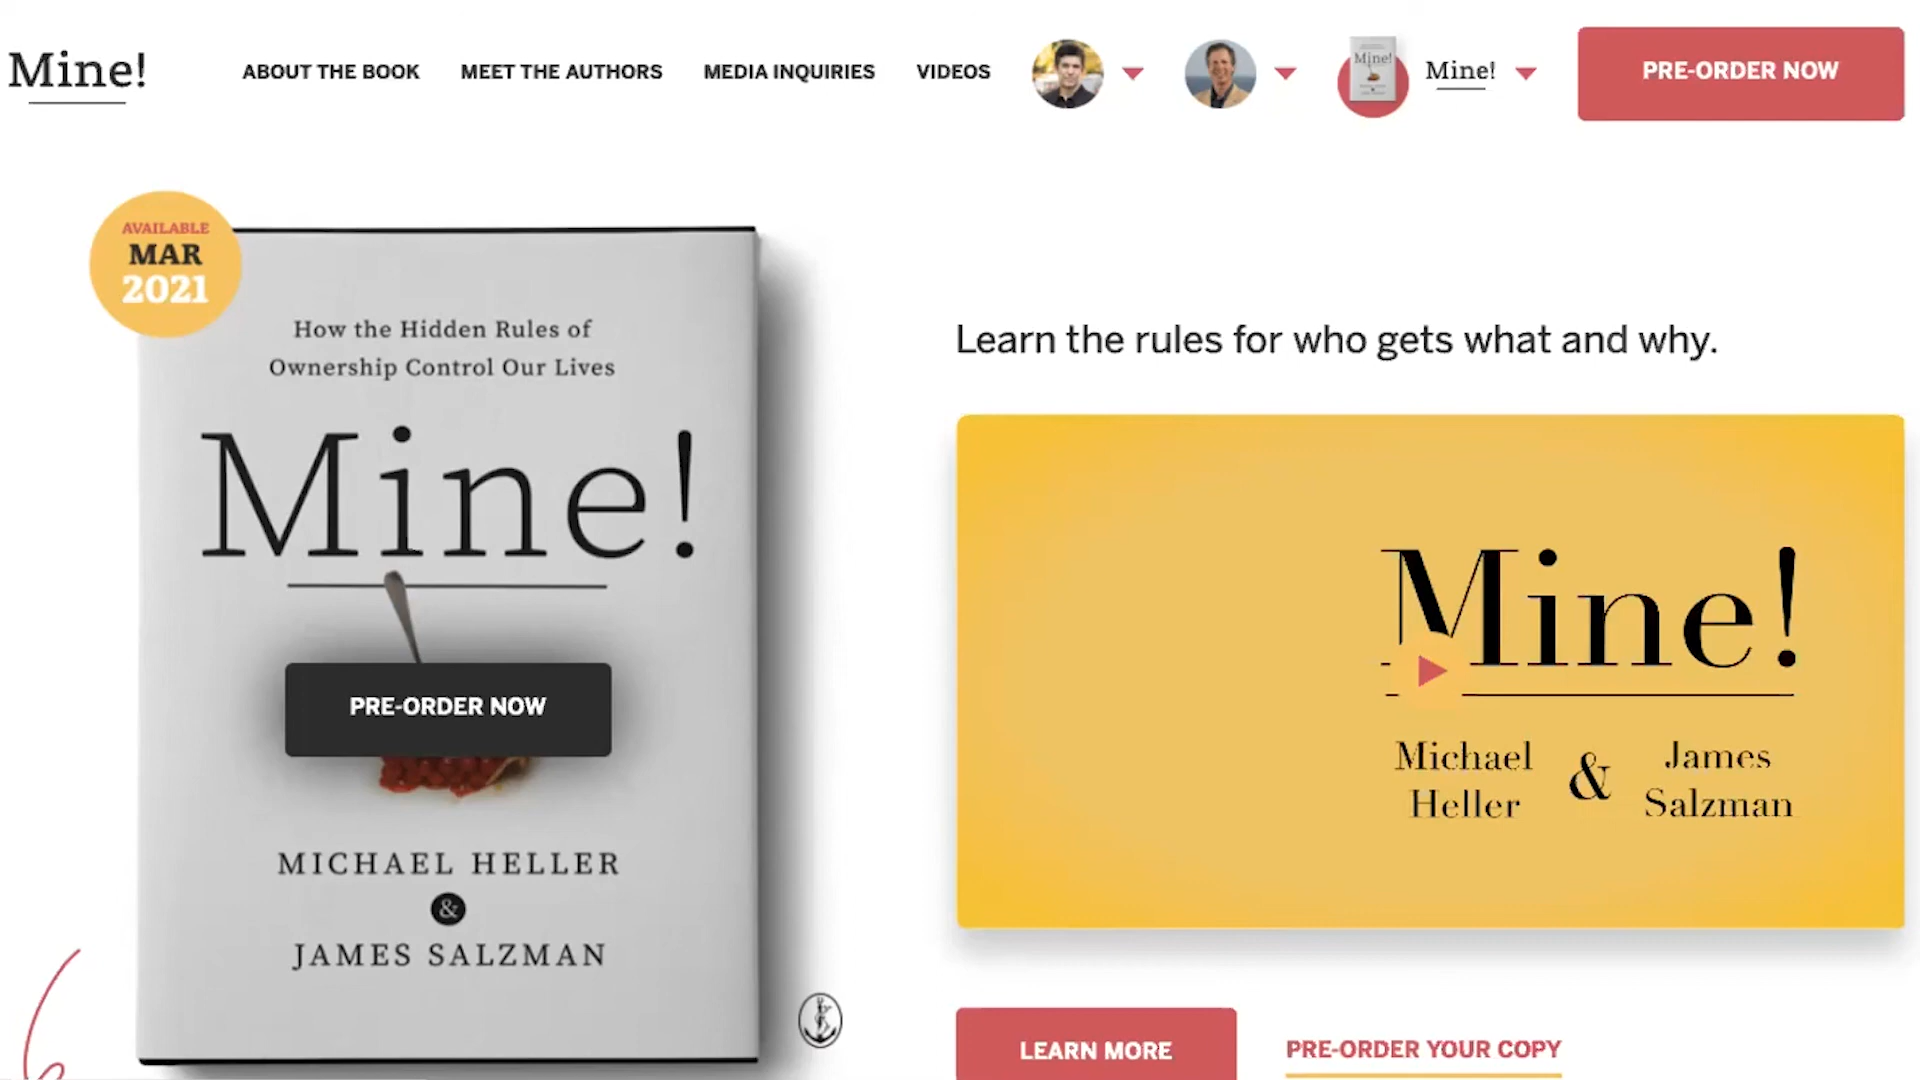 Mine!
ABOUT THE BOOK
MEET THE AUTHORS
MEDIA INQUIRIES
VIDEOS
Mine!
Mine!
PRE-ORDER NOW
AVAILABLE
MAR
2021
How the Hidden Rules of
Ownership Control Our Lives
Mine!
PRE-ORDER NOW
MICHAEL HELLER
&
JAMES SALZMAN
Learn the rules for who gets what and why.
Mine!
Michael
Heller
&
James
Salzman
LEARN MORE
PRE-ORDER YOUR COPY